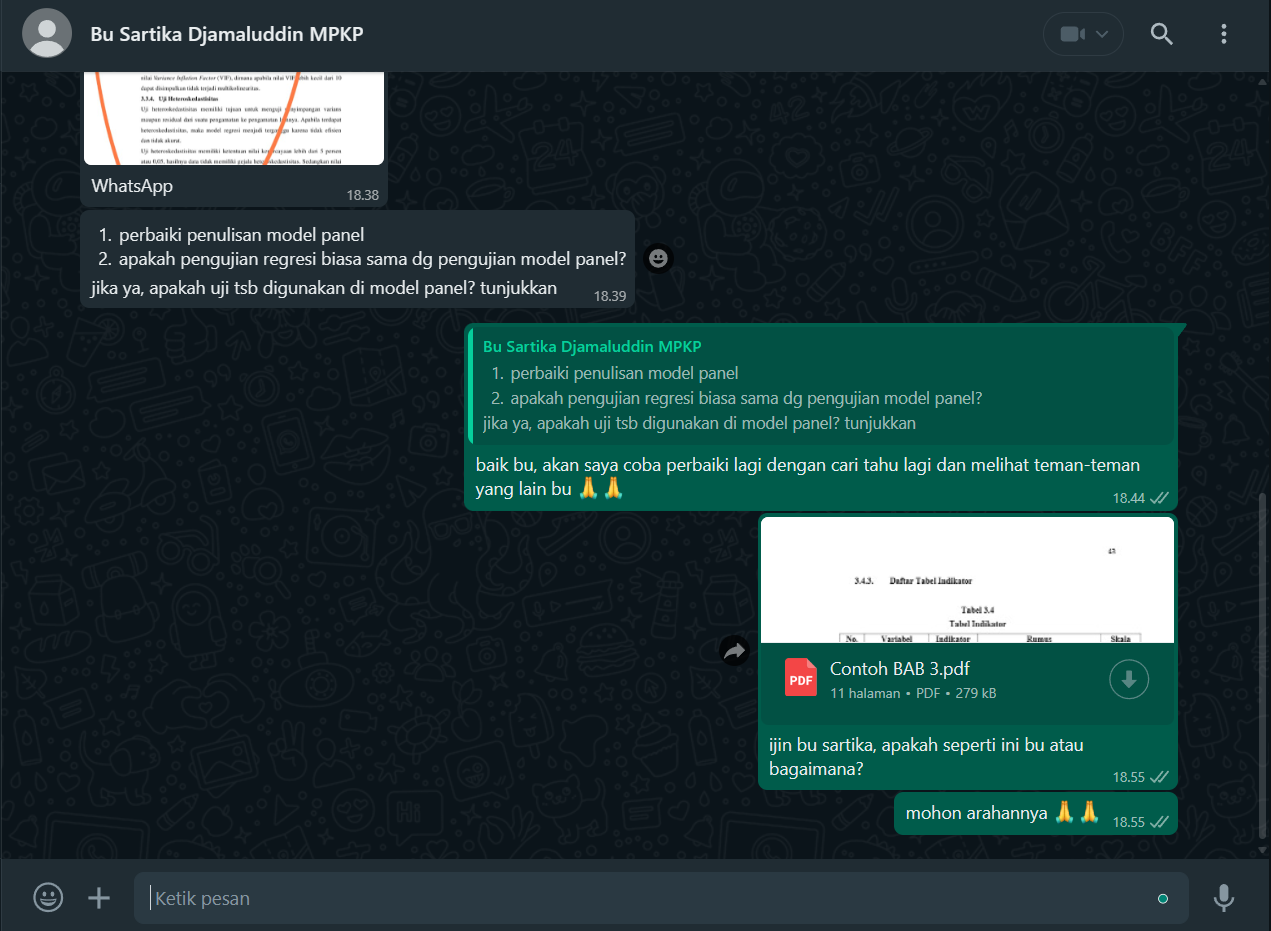 Bu Sartika Djamaluddin MPKP
nilai Variance Inflation Factor (VIF), dimana apabila nilai VIF lebih kecil dari 10
dapat disimpulkan tidak terjadi multikolinearitas.
3.3.4. Uji Heteroskedastisitas
Uji heteroskedastisitas memiliki tujuan untuk menguji penyimpangan varians
maupun residual dari suatu pengamatan ke pengamatan lainnya. Apabila terdapat
heteroskedastisitas, maka model regresi menjadi terganggu karena tidak efisien
dan tidak akurat.
Uji heteroskedastisitas memiliki ketentuan nilai kepercayaan lebih dari 5 persen
atau 0,05, hasilnya data tidak memiliki gejala heteroskedastisitas. Sedangkan nilai
WhatsApp
18.38
1. perbaiki penulisan model panel
2. apakah pengujian regresi biasa sama dg pengujian model panel?
jika ya, apakah uji tsb digunakan di model panel? tunjukkan
18.39
Bu Sartika Djamaluddin MPKP
1. perbaiki penulisan model panel
2. apakah pengujian regresi biasa sama dg pengujian model panel?
jika ya, apakah uji tsb digunakan di model panel? tunjukkan
baik bu, akan saya coba perbaiki lagi dengan cari tahu lagi dan melihat teman-teman
yang lain bu 🙏 🙏
18.44
3.4.3. Daftar Tabel Indikator
Tabel 3.4
Tabel Indikator
No. Variabel Indikator Rumus Skala
PDF
Contoh BAB 3.pdf
11 halaman • PDF • 279 kB
ijin bu sartika, apakah seperti ini bu atau
bagaimana?
18.55
mohon arahannya 🙏 🙏
18.55
Ketik pesan